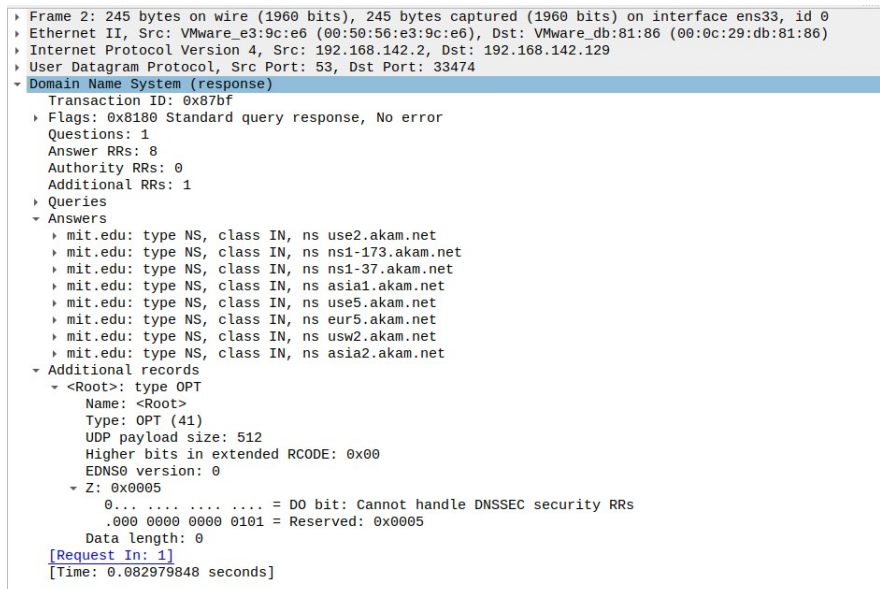 Frame 2: 245 bytes on wire (1960 bits), 245 bytes captured (1960 bits) on interface ens33, id 0
Ethernet II, Src: VMware_e3:9c:e6 (00:50:56:e3:9c:e6), Dst: VMware_db:81:86 (00:0c:29:db:81:86)
Internet Protocol Version 4, Src: 192.168.142.2, Dst: 192.168.142.129
User Datagram Protocol, Src Port: 53, Dst Port: 33474
Domain Name System (response)
Transaction ID: 0x87bf
Flags: 0x8180 Standard query response, No error
Questions: 1
Answer RRs: 8
Authority RRs: 0
Additional RRs: 1
Queries
Answers
mit.edu: type NS, class IN, ns use2.akam.net
mit.edu: type NS, class IN, ns ns1-173.akam.net
mit.edu: type NS, class IN, ns ns1-37.akam.net
mit.edu: type NS, class IN, ns asia1.akam.net
mit.edu: type NS, class IN, ns use5.akam.net
mit.edu: type NS, class IN, ns eur5.akam.net
mit.edu: type NS, class IN, ns usw2.akam.net
mit.edu: type NS, class IN, ns asia2.akam.net
Additional records
<Root>: type OPT
Name: <Root>
Type: OPT (41)
UDP payload size: 512
Higher bits in extended RCODE: 0x00
EDNS0 version: 0
Z: 0x0005
0... .... .... .... = DO bit: Cannot handle DNSSEC security RRs
.000 0000 0000 0101 = Reserved: 0x0005
Data length: 0
[Request In: 1]
[Time: 0.082979848 seconds]